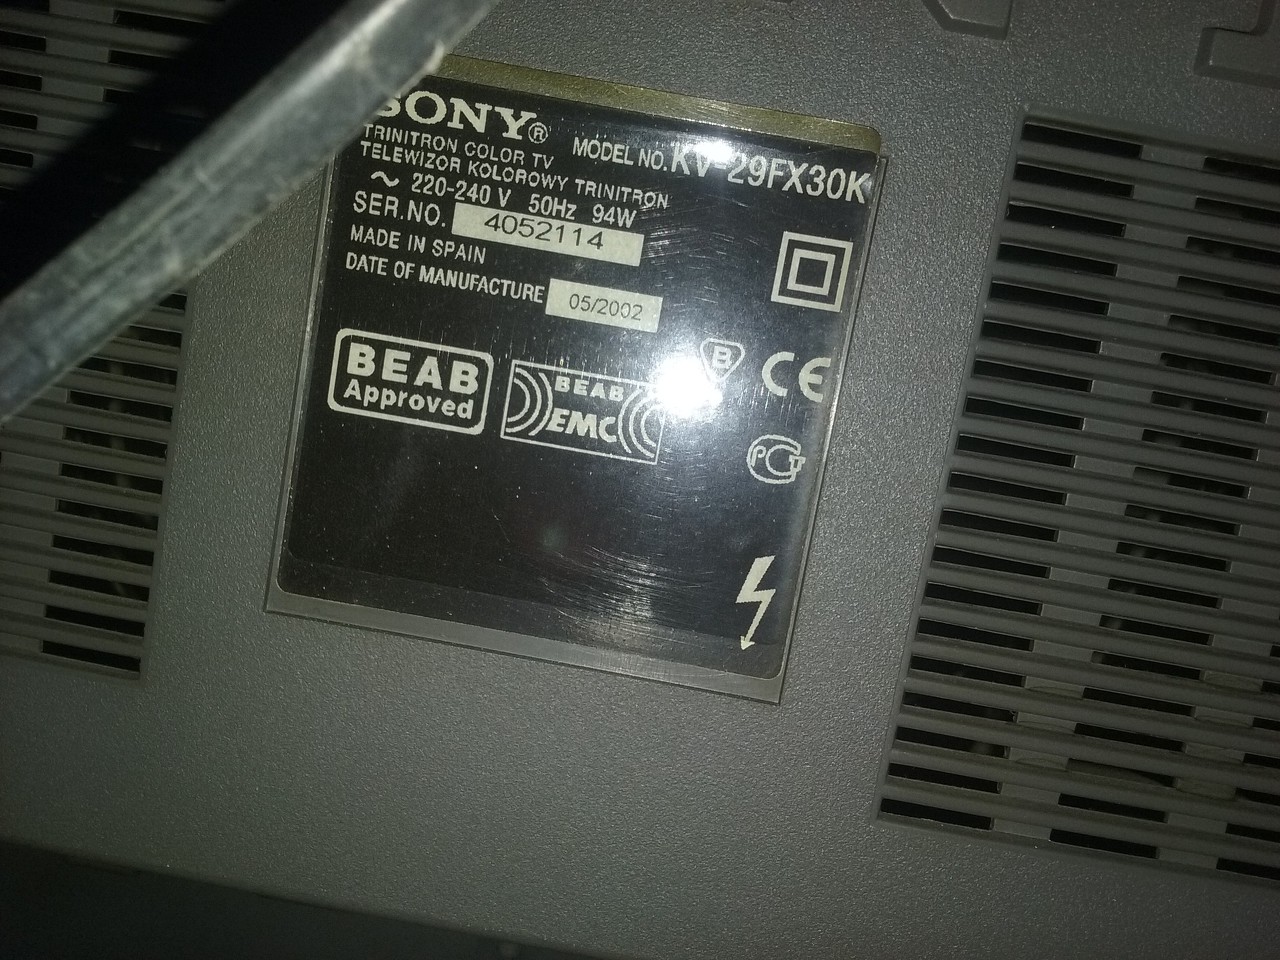 SONY®
TRINITRON COLOR TV MODEL NO. KV-29FX30K
TELEWIZOR KOLOROWY TRINITRON
~ 220-240 V 50Hz 94W
SER.NO. 4052114
MADE IN SPAIN
DATE OF MANUFACTURE 05/2002
BEAB
Approved
BEAB
EMC
B
CE
РСТ